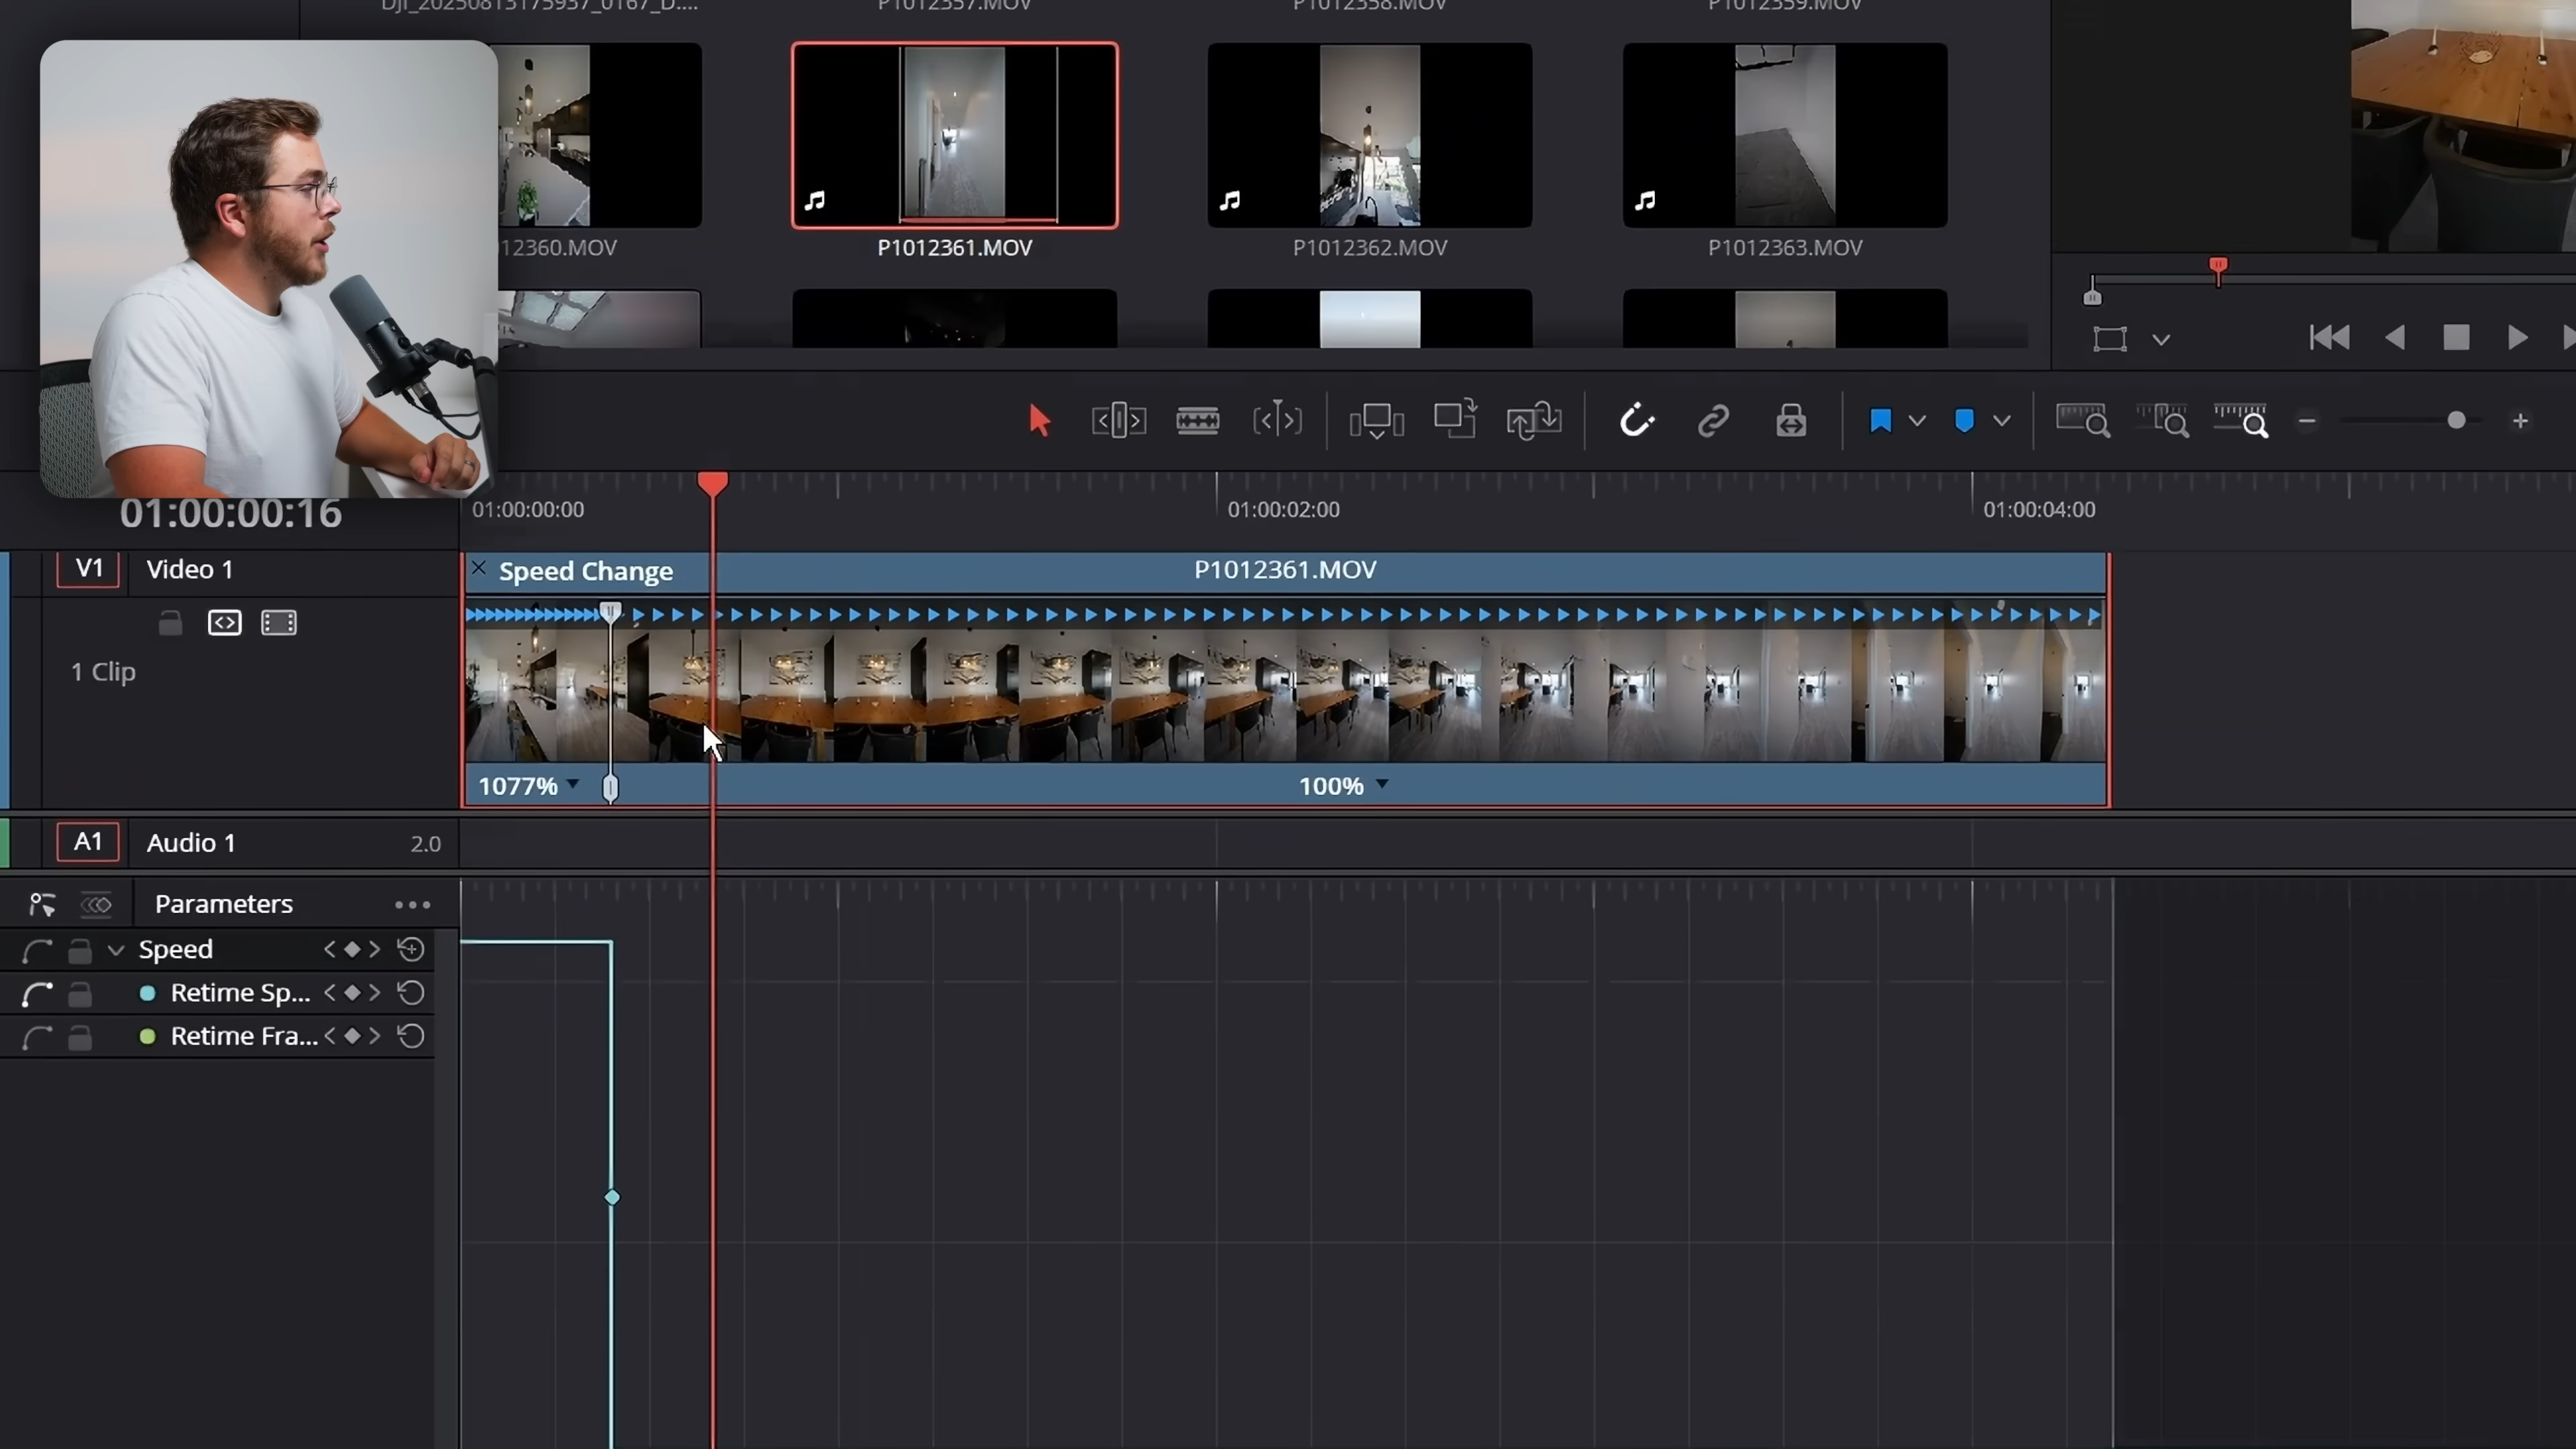 DJI_20250813175937_0167_D....
P1012357.MOV
P1012358.MOV
P1012359.MOV
12360.MOV
P1012361.MOV
P1012362.MOV
P1012363.MOV
01:00:00:16
01:00:00:00
01:00:02:00
01:00:04:00
V1
Video 1
Speed Change
P1012361.MOV
1 Clip
1077%
100%
A1
Audio 1
2.0
Parameters
Speed
Retime Sp...
Retime Fra...